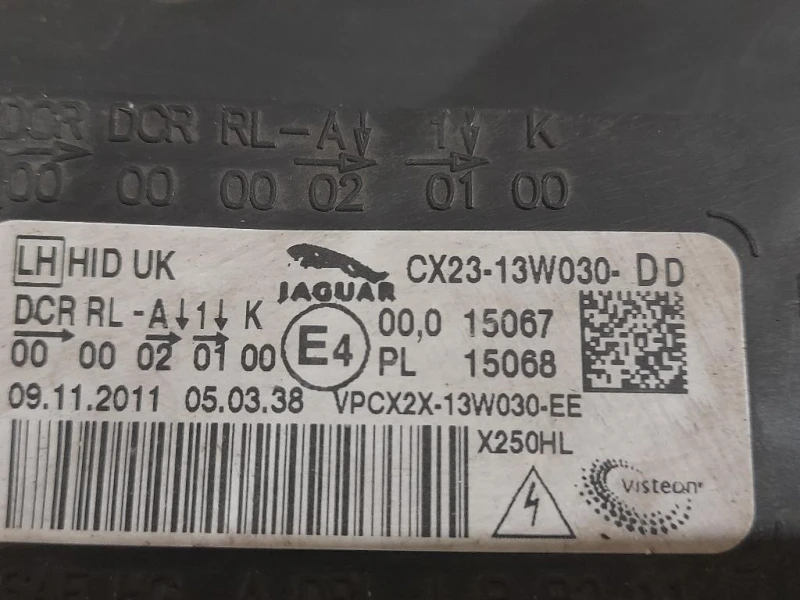 DCR DCR RL-A 1 K
00 00 00 02 01 00
LH HID UK
JAGUAR
CX23-13W030- DD
DCR RL -A 1 K
00 00 02 01 00
E4
00,0 15067
PL 15068
09.11.2011 05.03.38 VPCX2X-13W030-EE
X250HL
Visteon